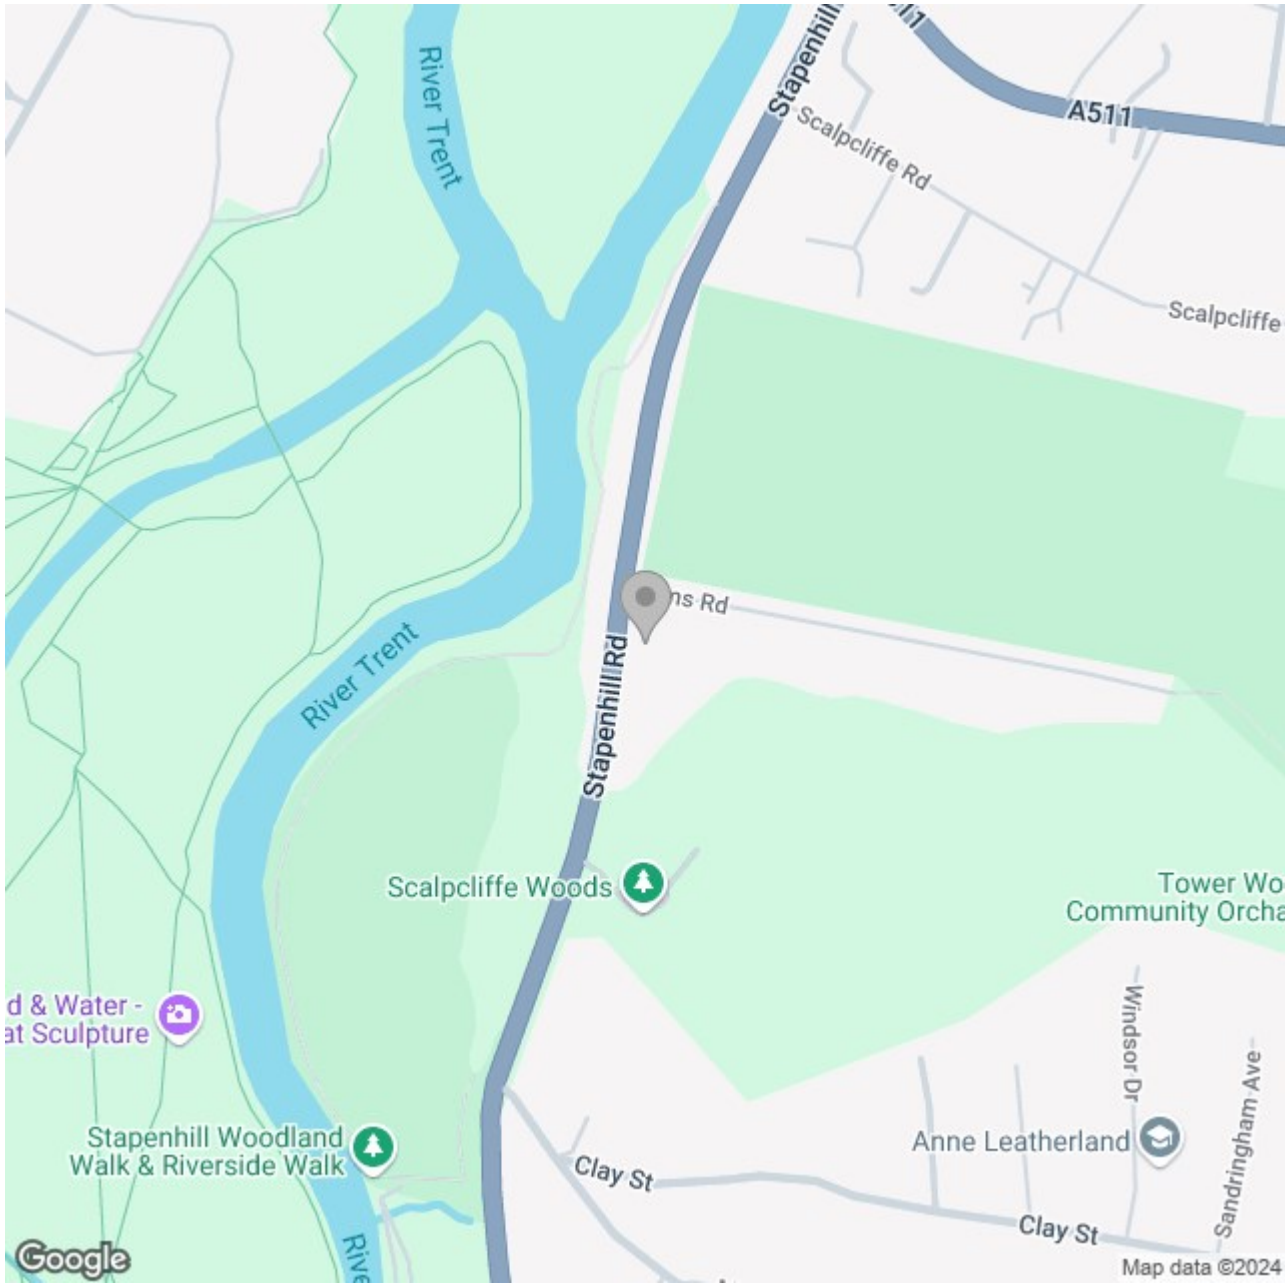 Stapenhill
11
A511
River Trent
Scalpcliffe Rd
Scalpcliffe
ns Rd
River Trent
Stapenhill Rd
Scalpcliffe Woods
Tower Wo
Community Orcha
d & Water -
at Sculpture
Windsor Dr
Sandringham Ave
Stapenhill Woodland
Walk & Riverside Walk
Anne Leatherland
Clay St
Clay St
Rive
Google
Map data ©2024